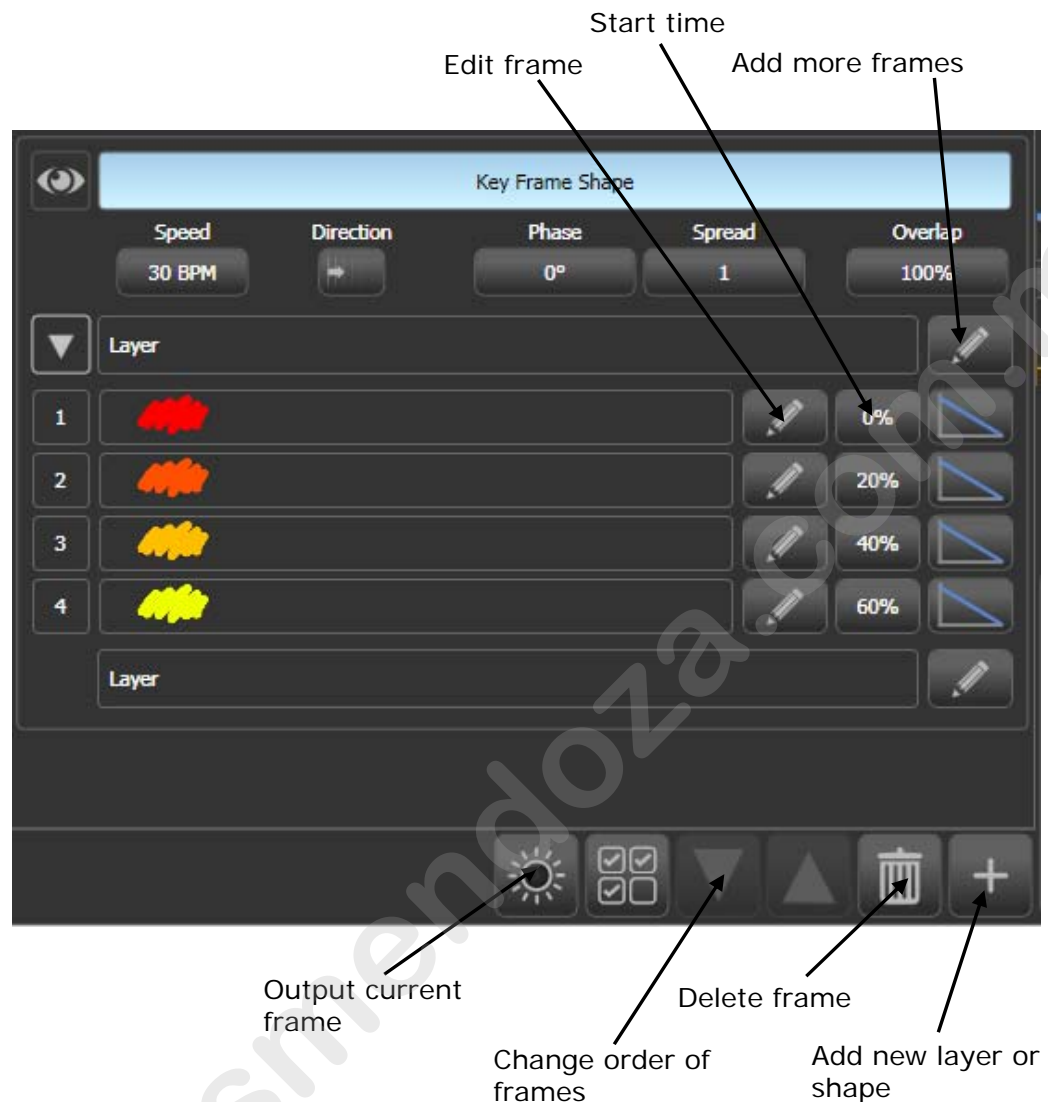 Start time
Edit frame
Add more frames
Key Frame Shape
Speed Direction Phase Spread Overlap
30 BPM 0° 1 100%
Layer
1 0%
2 20%
3 40%
4 60%
Layer
Output current
frame
Delete frame
Change order of
frames
Add new layer or
shape
smendoza.com.m